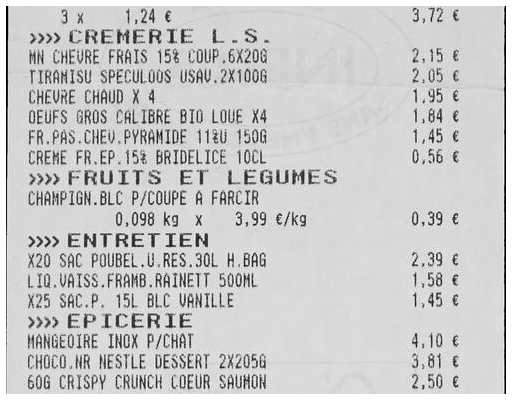 3 x 1,24 € 3,72 €
>>>> CREMERIE L.S.
MN CHEVRE FRAIS 15% COUP.6X20G 2,15 €
TIRAMISU SPECULOOS USAV.2X100G 2,05 €
CHEVRE CHAUD X 4 1,95 €
OEUFS GROS CALIBRE BIO LOUE X4 1,84 €
FR.PAS.CHEV.PYRAMIDE 11%U 150G 1,45 €
CREME FR.EP.15% BRIDELICE 10CL 0,56 €
>>>> FRUITS ET LEGUMES
CHAMPIGN.BLC P/COUPE A FARCIR
0,098 kg x 3,99 €/kg 0,39 €
>>>> ENTRETIEN
X20 SAC POUBEL.U.RES.30L H.BAG 2,39 €
LIQ.VAISS.FRAMB.RAINETT 500ML 1,58 €
X25 SAC.P. 15L BLC VANILLE 1,45 €
>>>> EPICERIE
MANGEOIRE INOX P/CHAT 4,10 €
CHOCO.NR NESTLE DESSERT 2X205G 3,81 €
60G CRISPY CRUNCH COEUR SAUMON 2,50 €